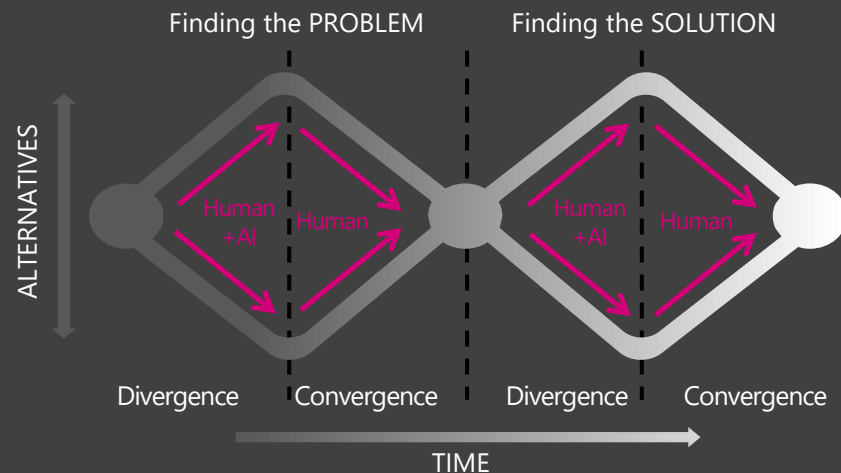 Finding the PROBLEM
Finding the SOLUTION
ALTERNATIVES
Human
+AI
Human
Human
+AI
Human
Divergence
Convergence
Divergence
Convergence
TIME